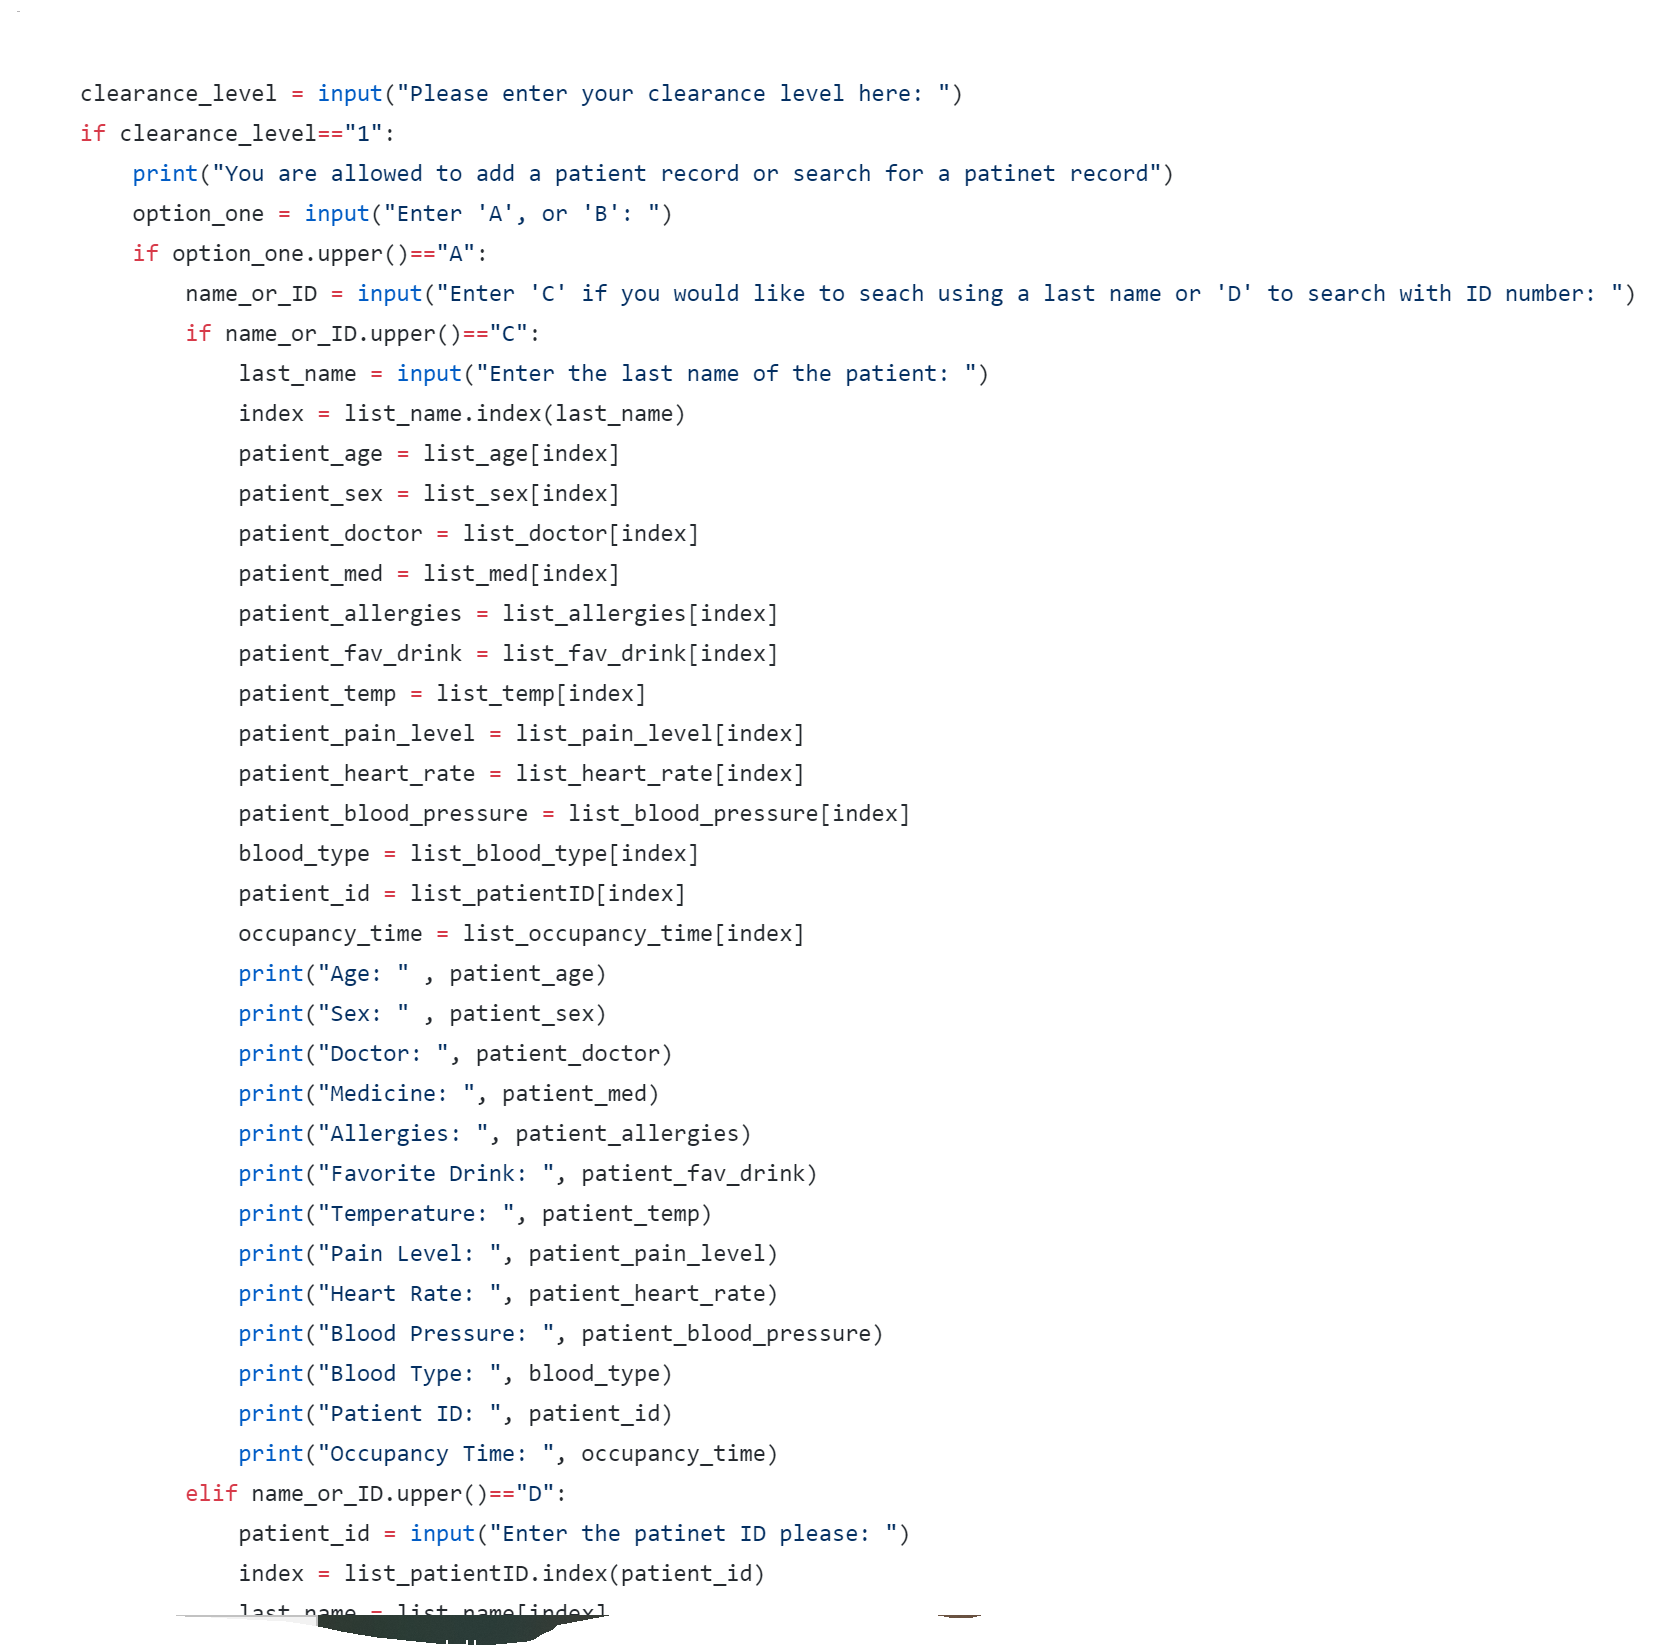 clearance_level = input("Please enter your clearance level here: ")
if clearance_level=="1":
    print("You are allowed to add a patient record or search for a patinet record")
    option_one = input("Enter 'A', or 'B': ")
    if option_one.upper()=="A":
        name_or_ID = input("Enter 'C' if you would like to seach using a last name or 'D' to search with ID number: ")
        if name_or_ID.upper()=="C":
            last_name = input("Enter the last name of the patient: ")
            index = list_name.index(last_name)
            patient_age = list_age[index]
            patient_sex = list_sex[index]
            patient_doctor = list_doctor[index]
            patient_med = list_med[index]
            patient_allergies = list_allergies[index]
            patient_fav_drink = list_fav_drink[index]
            patient_temp = list_temp[index]
            patient_pain_level = list_pain_level[index]
            patient_heart_rate = list_heart_rate[index]
            patient_blood_pressure = list_blood_pressure[index]
            blood_type = list_blood_type[index]
            patient_id = list_patientID[index]
            occupancy_time = list_occupancy_time[index]
            print("Age: " , patient_age)
            print("Sex: " , patient_sex)
            print("Doctor: ", patient_doctor)
            print("Medicine: ", patient_med)
            print("Allergies: ", patient_allergies)
            print("Favorite Drink: ", patient_fav_drink)
            print("Temperature: ", patient_temp)
            print("Pain Level: ", patient_pain_level)
            print("Heart Rate: ", patient_heart_rate)
            print("Blood Pressure: ", patient_blood_pressure)
            print("Blood Type: ", blood_type)
            print("Patient ID: ", patient_id)
            print("Occupancy Time: ", occupancy_time)
        elif name_or_ID.upper()=="D":
            patient_id = input("Enter the patinet ID please: ")
            index = list_patientID.index(patient_id)
            last_name = list_name[index]